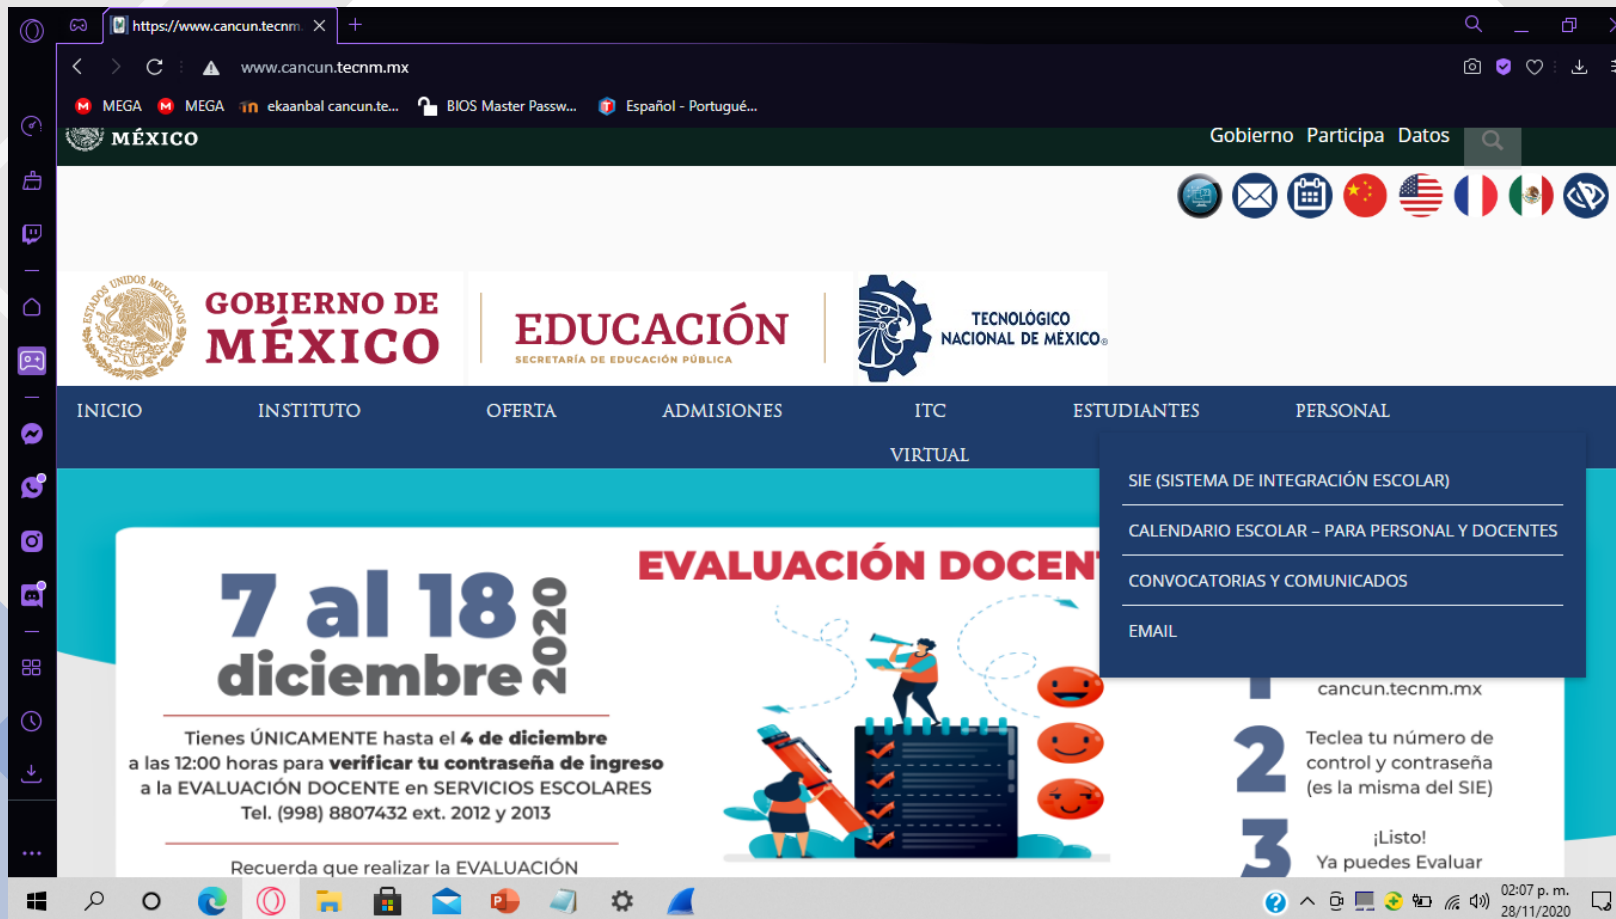 https://www.cancun.tecnm.
www.cancun.tecnm.mx
MEGA MEGA ekaanbal cancun.te... BIOS Master Passw... Español - Portugué...
MÉXICO Gobierno Participa Datos
GOBIERNO DE
MÉXICO
EDUCACIÓN
SECRETARÍA DE EDUCACIÓN PÚBLICA
TECNOLÓGICO
NACIONAL DE MÉXICO®
INICIO INSTITUTO OFERTA ADMISIONES ITC ESTUDIANTES PERSONAL
VIRTUAL
SIE (SISTEMA DE INTEGRACIÓN ESCOLAR)
CALENDARIO ESCOLAR – PARA PERSONAL Y DOCENTES
CONVOCATORIAS Y COMUNICADOS
EMAIL
EVALUACIÓN DOCEN
7 al 18
diciembre
2020
Tienes ÚNICAMENTE hasta el 4 de diciembre
a las 12:00 horas para verificar tu contraseña de ingreso
a la EVALUACIÓN DOCENTE en SERVICIOS ESCOLARES
Tel. (998) 8807432 ext. 2012 y 2013
Recuerda que realizar la EVALUACIÓN
cancun.tecnm.mx
2
Teclea tu número de
control y contraseña
(es la misma del SIE)
3
¡Listo!
Ya puedes Evaluar
02:07 p. m.
28/11/2020